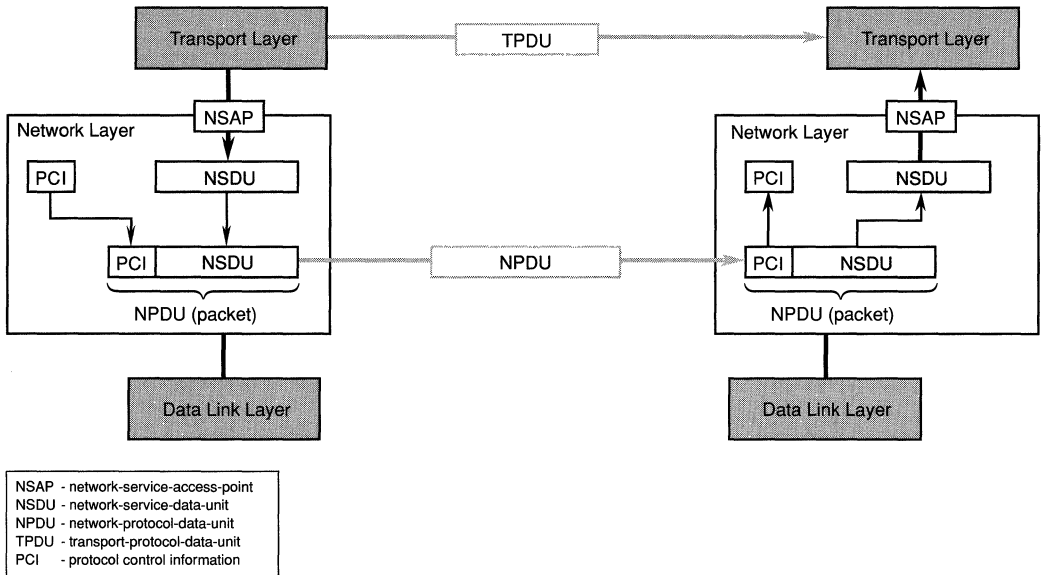 Transport Layer
TPDU
Transport Layer
NSAP
NSAP
Network Layer
Network Layer
PCI
NSDU
PCI
NSDU
PCI
NSDU
NPDU
PCI
NSDU
NPDU (packet)
NPDU (packet)
Data Link Layer
Data Link Layer
NSAP - network-service-access-point
NSDU - network-service-data-unit
NPDU - network-protocol-data-unit
TPDU - transport-protocol-data-unit
PCI - protocol control information